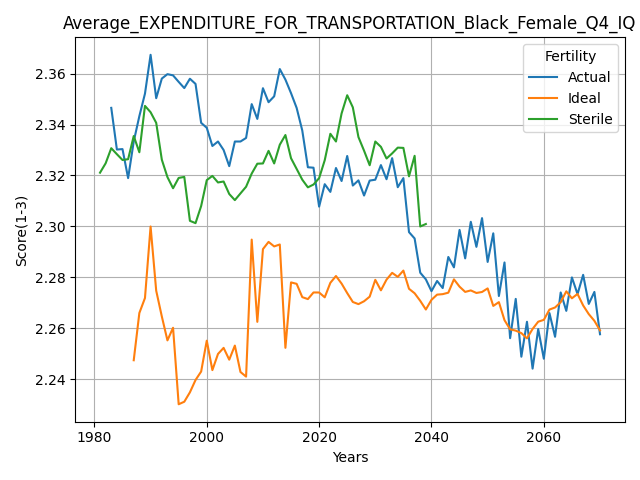 Average_EXPENDITURE_FOR_TRANSPORTATION_Black_Female_Q4_IQ
Fertility
Actual
Ideal
Sterile
Score(1-3)
2.36
2.34
2.32
2.30
2.28
2.26
2.24
1980 2000 2020 2040 2060
Years